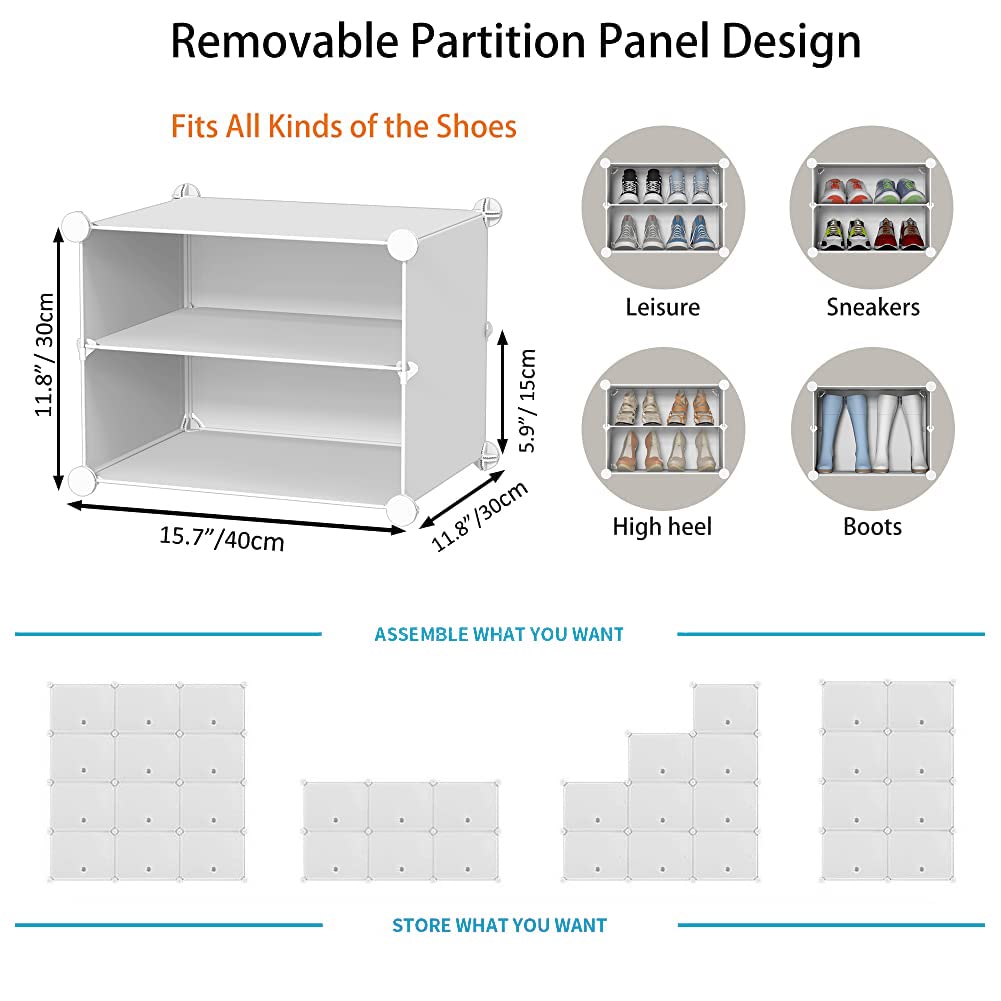 Removable Partition Panel Design
Fits All Kinds of the Shoes
11.8”/ 30cm
5.9”/ 15cm
15.7”/40cm
11.8”/30cm
Leisure
Sneakers
High heel
Boots
ASSEMBLE WHAT YOU WANT
STORE WHAT YOU WANT